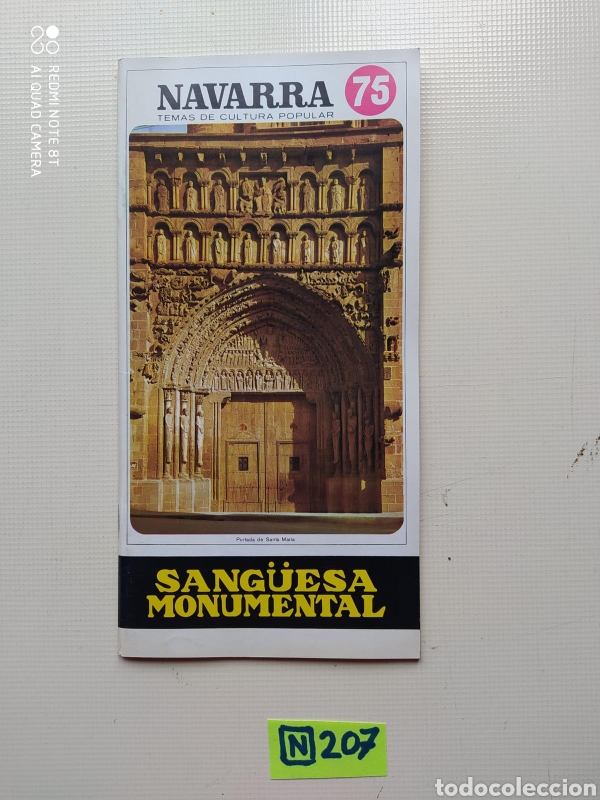 REDMI NOTE 8T
AI QUAD CAMERA
NAVARRA
75
TEMAS DE CULTURA POPULAR
Portada de Santa María
SANGÜESA
MONUMENTAL
N 207
todocoleccion